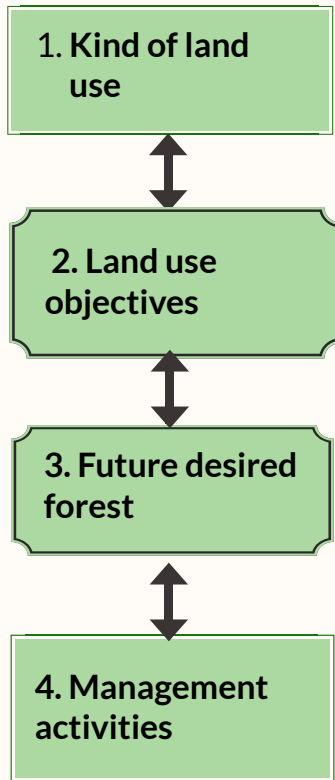 1. Kind of land
use
2. Land use
objectives
3. Future desired
forest
4. Management
activities